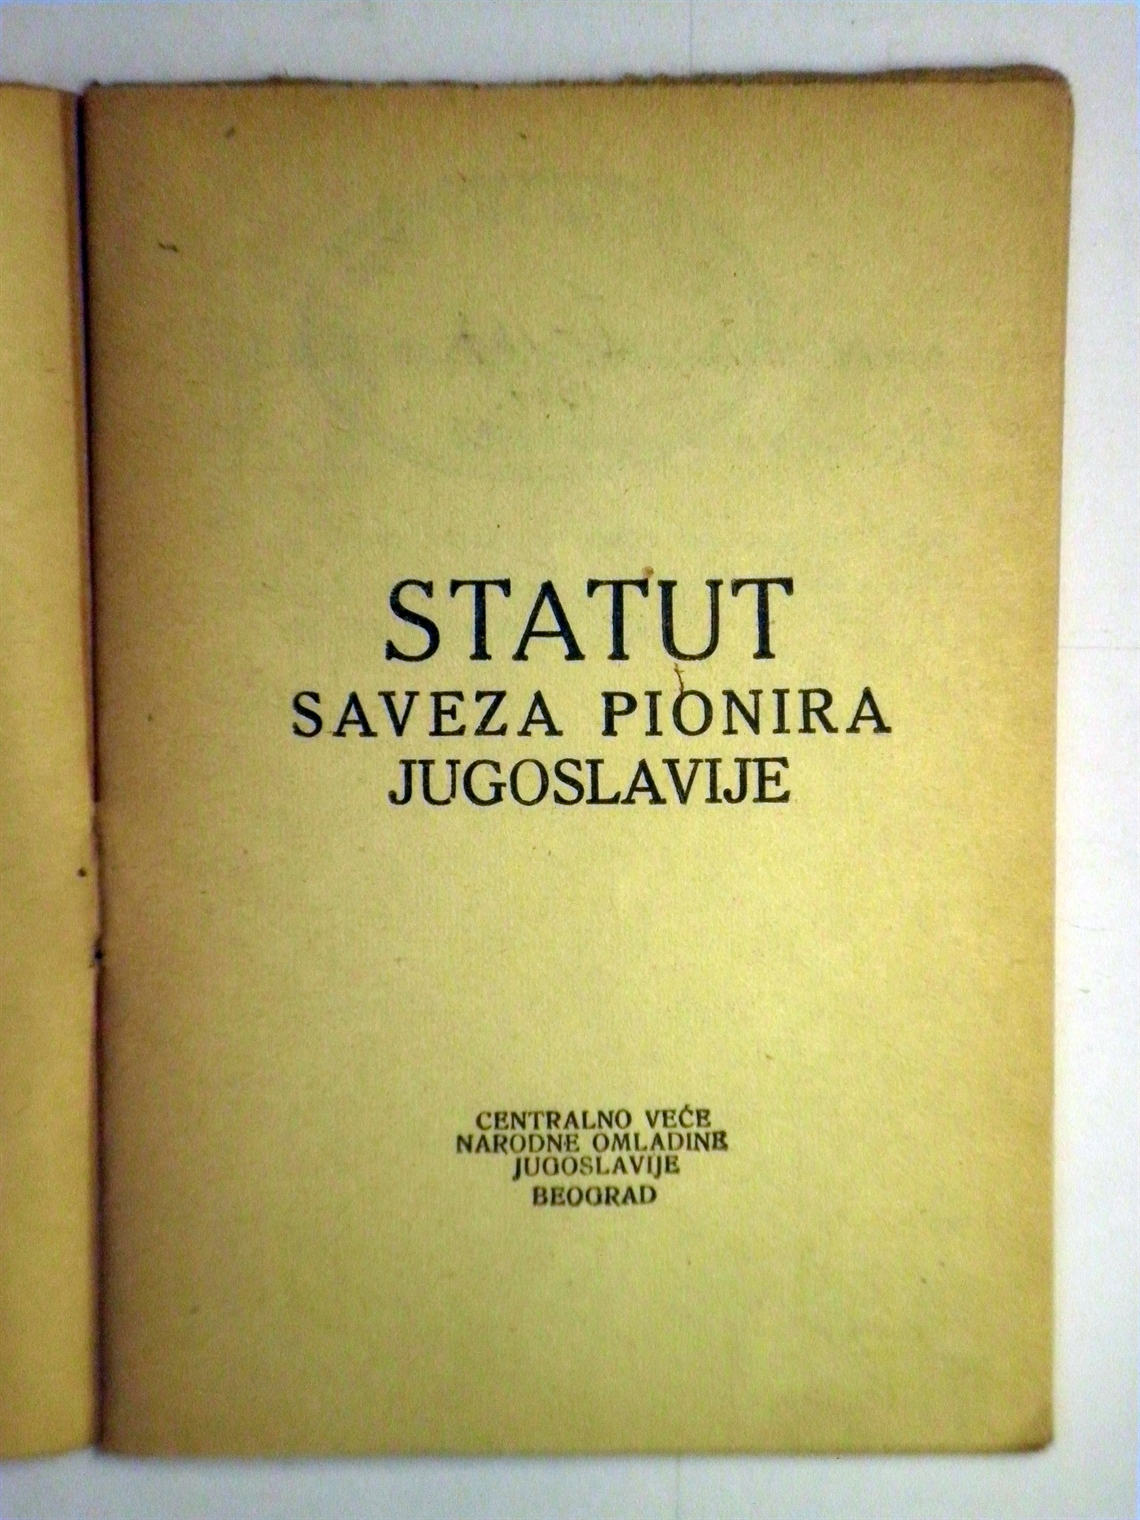 STATUT
SAVEZA PIONIRA
JUGOSLAVIJE
CENTRALNO VEĆE
NARODNE OMLADINE
JUGOSLAVIJE
BEOGRAD